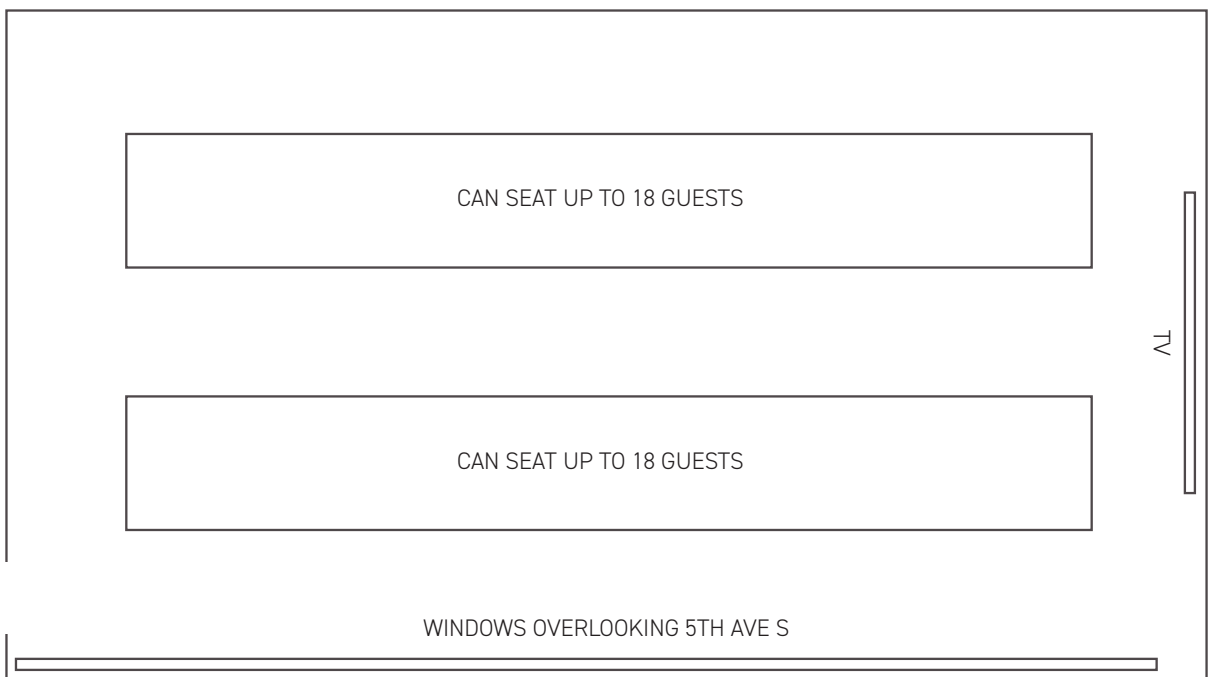 CAN SEAT UP TO 18 GUESTS
TV
CAN SEAT UP TO 18 GUESTS
WINDOWS OVERLOOKING 5TH AVE S